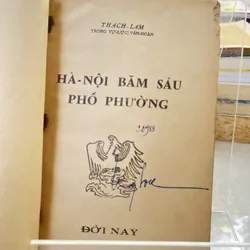 THẠCH-LAM
TRONG TỰ-LỰC VĂN-ĐOÀN
HÀ-NỘI BĂM SÁU
PHỐ PHƯỜNG
ĐỜI NAY